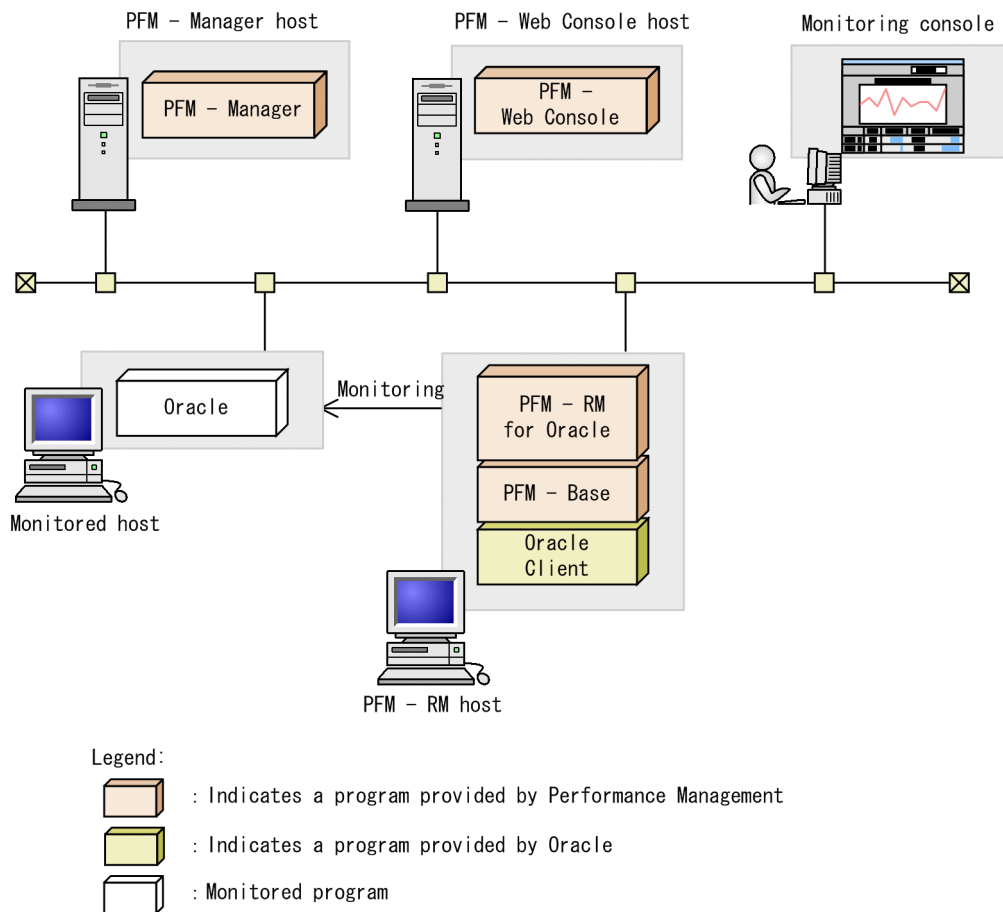 PFM - Manager host
PFM - Web Console host
Monitoring console
PFM - Manager
PFM -
Web Console
Oracle
Monitoring
PFM - RM
for Oracle
PFM - Base
Oracle
Client
Monitored host
PFM - RM host
Legend:
: Indicates a program provided by Performance Management
: Indicates a program provided by Oracle
: Monitored program